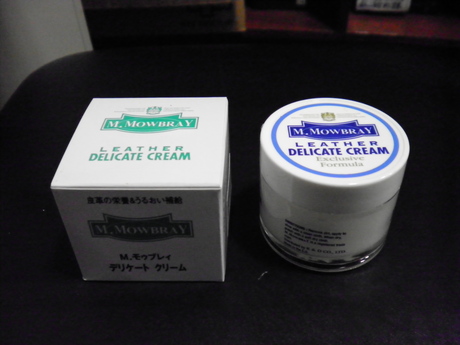 M. MOWBRAY
LEATHER
DELICATE CREAM
皮革の栄養&うるおい補給
M. MOWBRAY
M.モゥブレィ
デリケート クリーム
M. MOWBRAY
LEATHER
DELICATE CREAM
Exclusive
Formula